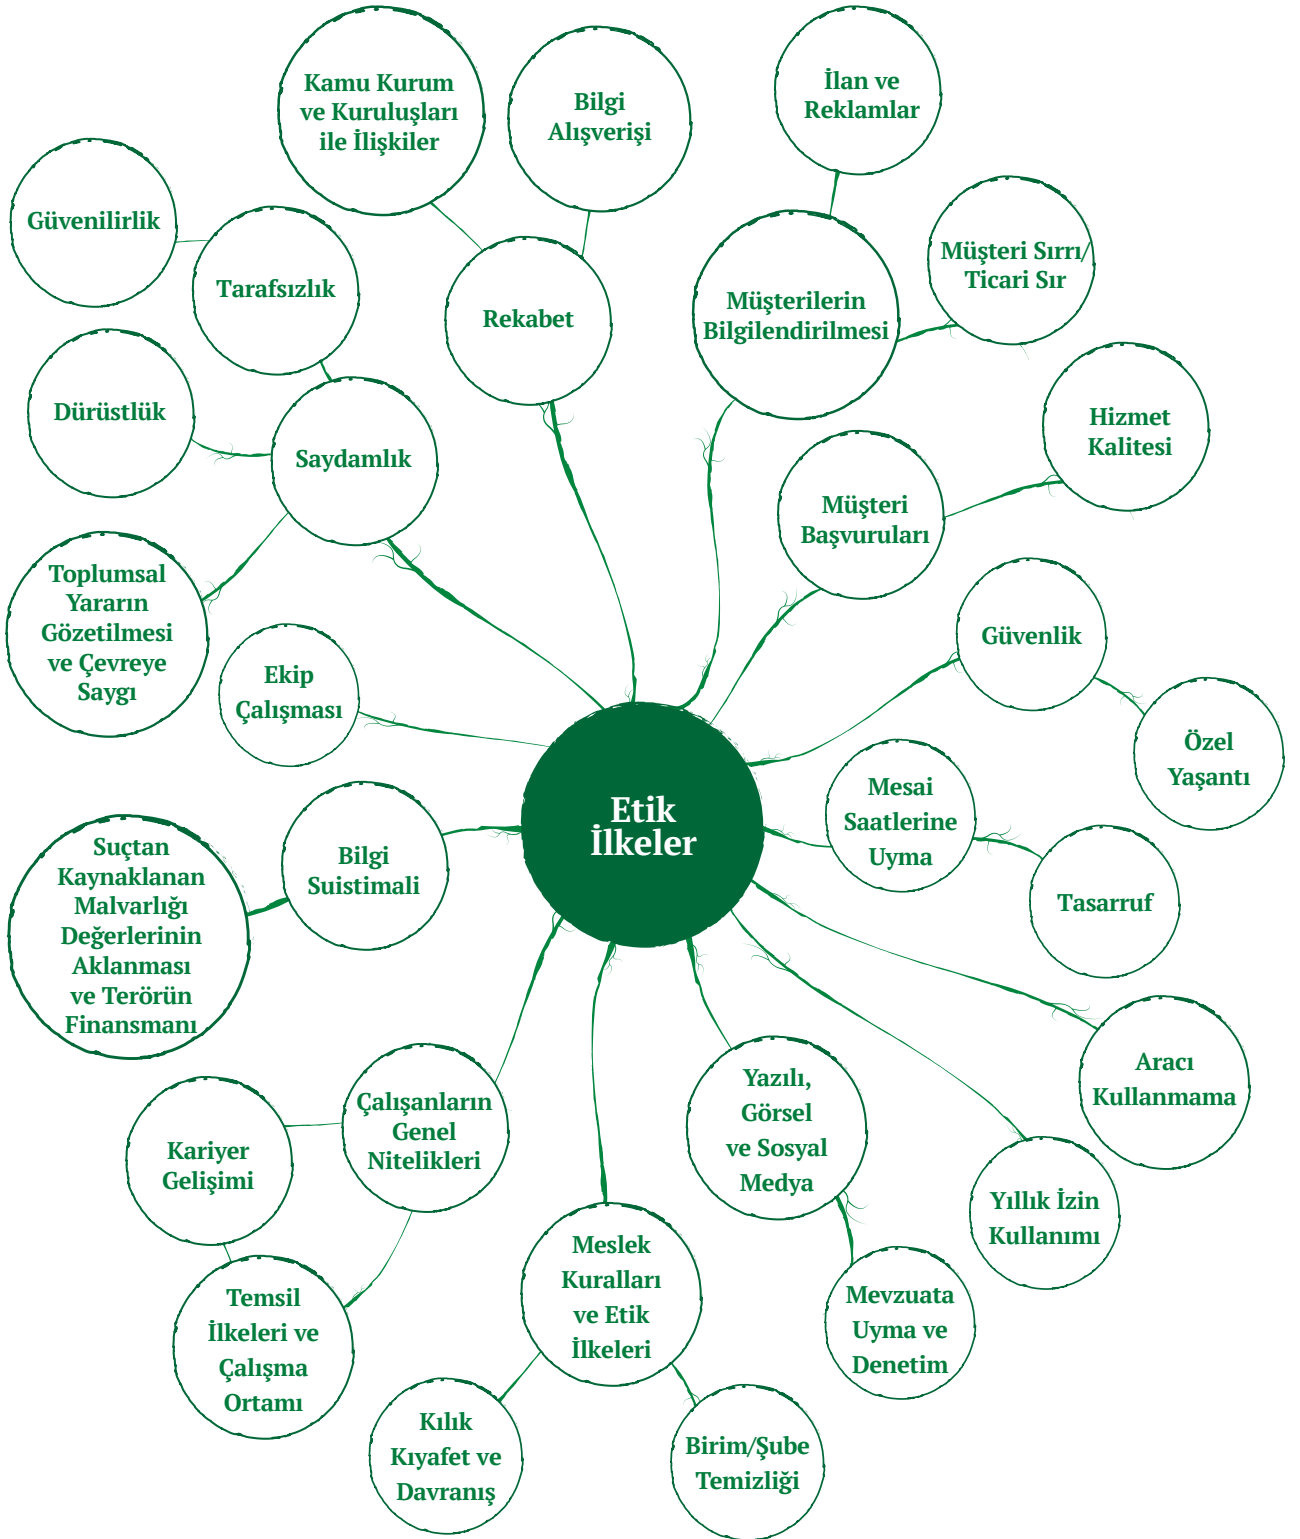 Kamu Kurum
ve Kuruluşları
ile İlişkiler
Bilgi
Alışverişi
İlan ve
Reklamlar
Güvenilirlik
Tarafsızlık
Rekabet
Müşterilerin
Bilgilendirilmesi
Müşteri Sırrı/
Ticari Sır
Dürüstlük
Saydamlık
Müşteri
Başvuruları
Hizmet
Kalitesi
Toplumsal
Yararın
Gözetilmesi
ve Çevreye
Saygı
Ekip
Çalışması
Güvenlik
Özel
Yaşantı
Etik
İlkeler
Mesai
Saatlerine
Uyma
Tasarruf
Suçtan
Kaynaklanan
Malvarlığı
Değerlerinin
Aklanması
ve Terörün
Finansmanı
Bilgi
Suistimali
Aracı
Kullanmama
Kariyer
Gelişimi
Çalışanların
Genel
Nitelikleri
Yazılı,
Görsel
ve Sosyal
Medya
Yıllık İzin
Kullanımı
Temsil
İlkeleri ve
Çalışma
Ortamı
Meslek
Kuralları
ve Etik
İlkeleri
Mevzuata
Uyma ve
Denetim
Kılık
Kıyafet ve
Davranış
Birim/Şube
Temizliği